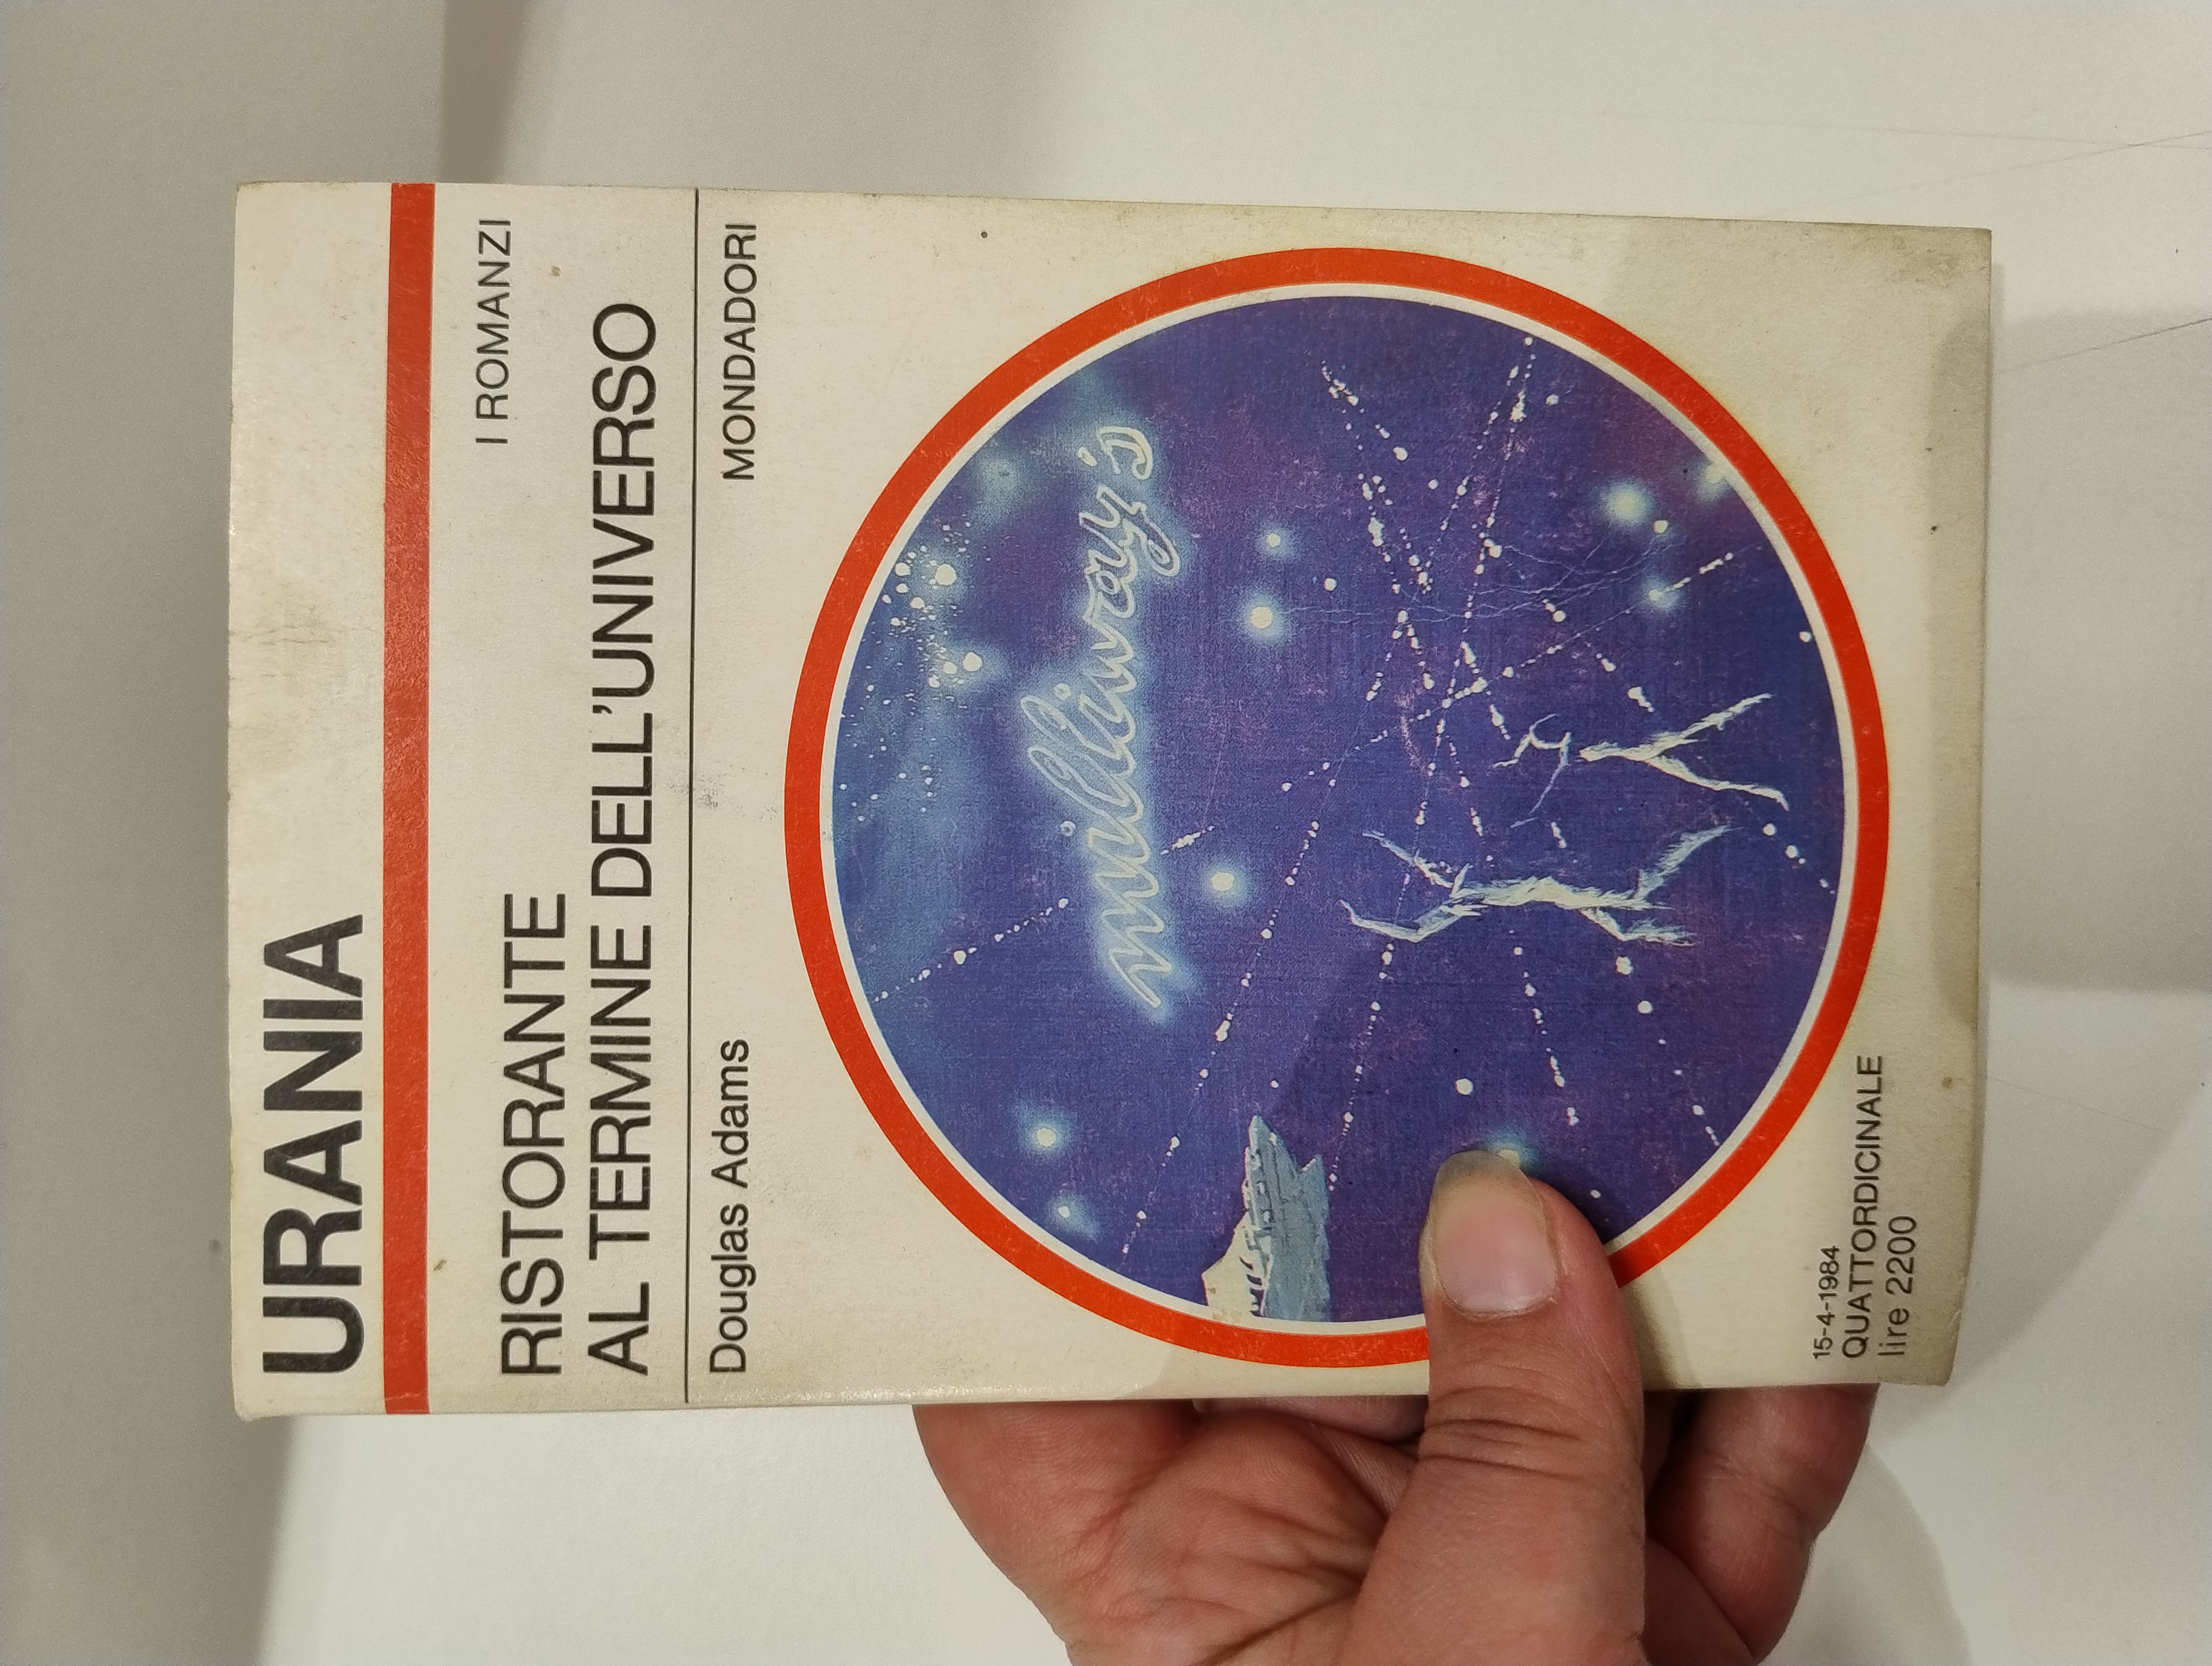 URANIA
I ROMANZI
RISTORANTE
AL TERMINE DELL'UNIVERSO
Douglas Adams
MONDADORI
milliway's
15-4-1984
QUATTORDICINALE
lire 2200